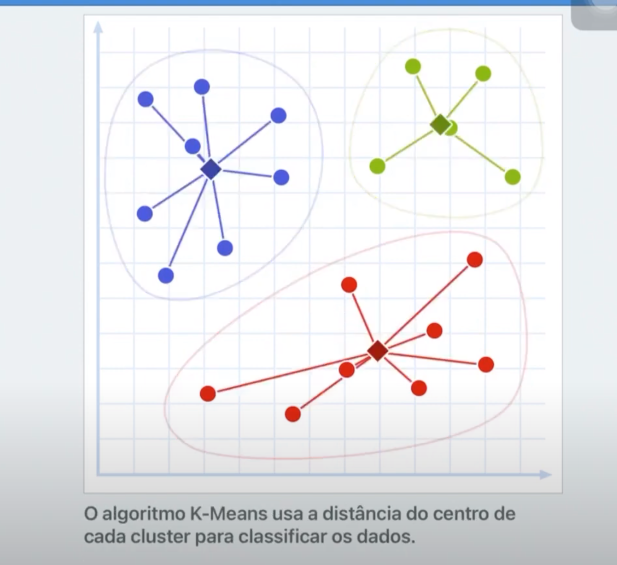 O algoritmo K-Means usa a distância do centro de
cada cluster para classificar os dados.